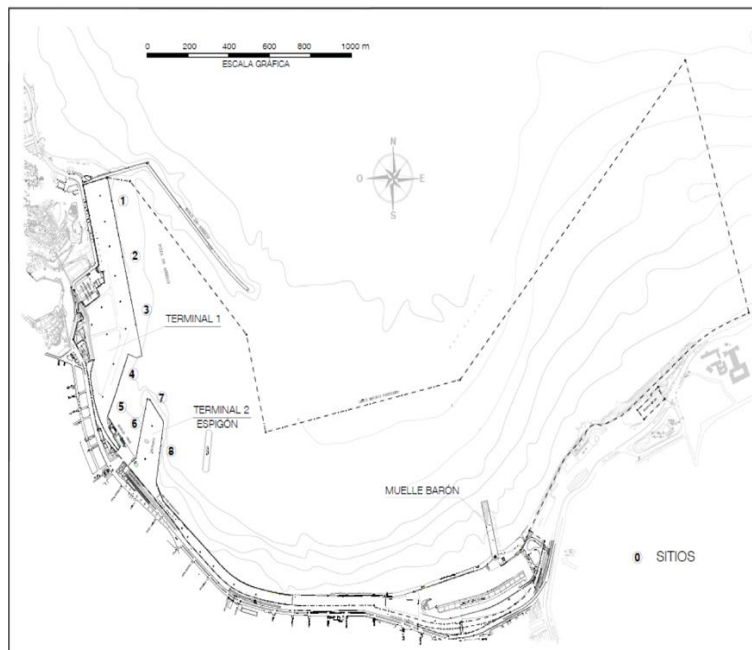 0 200 400 600 800 1000 m
ESCALA GRÁFICA
N
O E
S
1
2
3
TERMINAL 1
4
7
5
TERMINAL 2
ESPIGÓN
6
8
MUELLE BARÓN
0 SITIOS